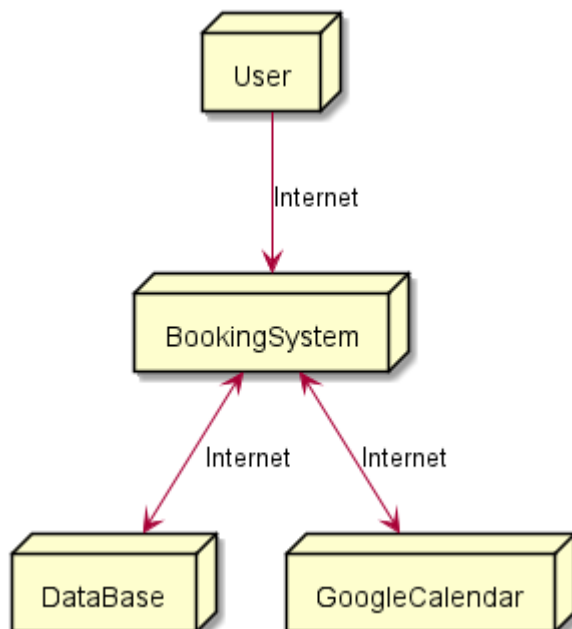 User
Internet
BookingSystem
Internet
Internet
DataBase
GoogleCalendar